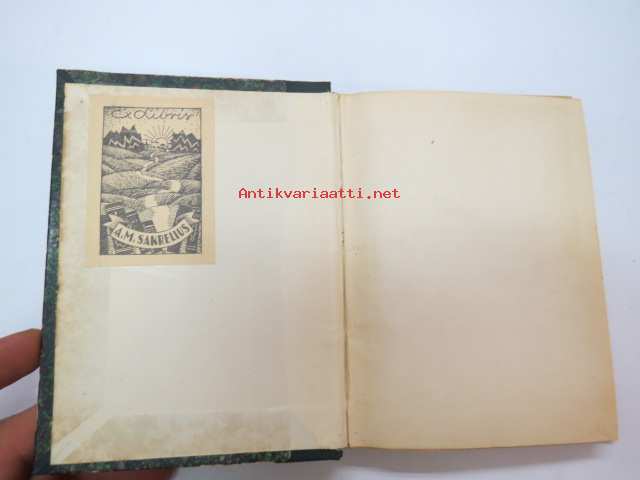 Ex Libris
A.M. SAKRELIUS
Antikvariaatti.net